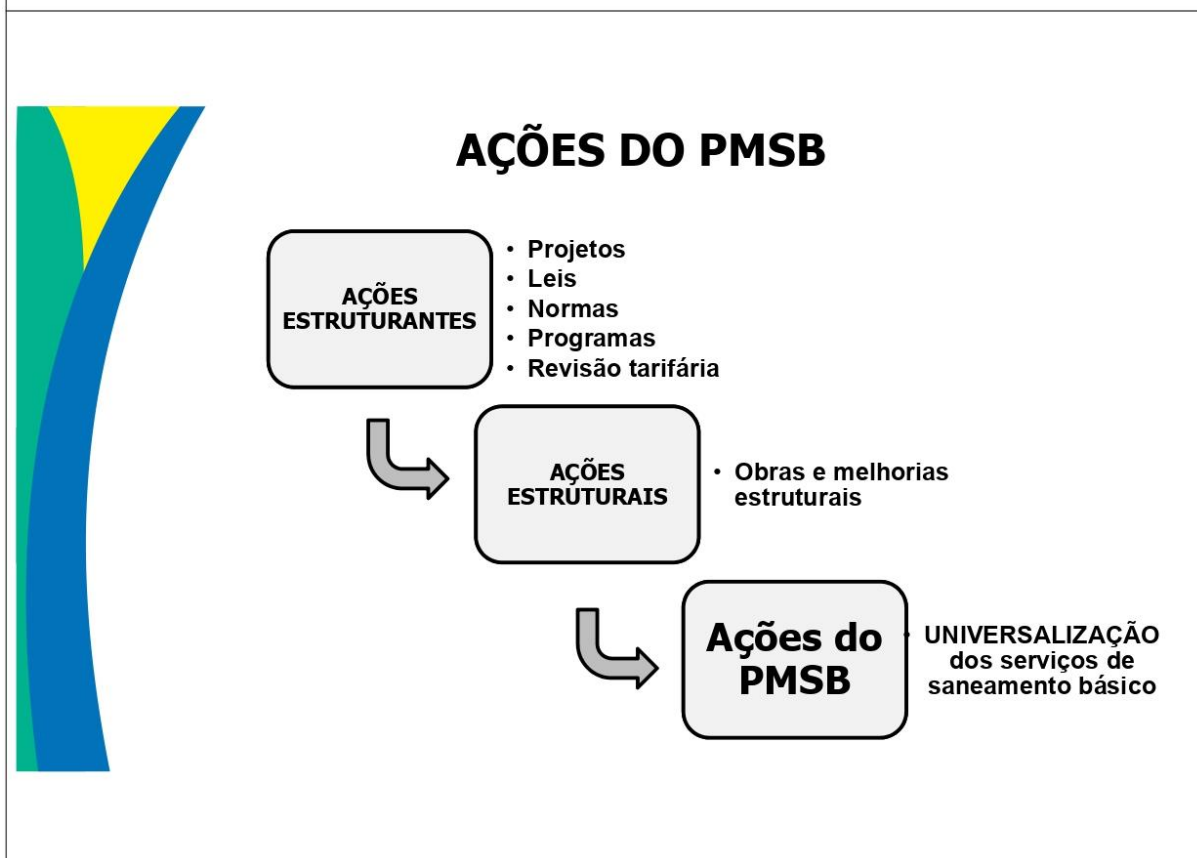 AÇÕES DO PMSB
AÇÕES
ESTRUTURANTES
• Projetos
• Leis
• Normas
• Programas
• Revisão tarifária
AÇÕES
ESTRUTURAIS
• Obras e melhorias
estruturais
Ações do
PMSB
• UNIVERSALIZAÇÃO
dos serviços de
saneamento básico